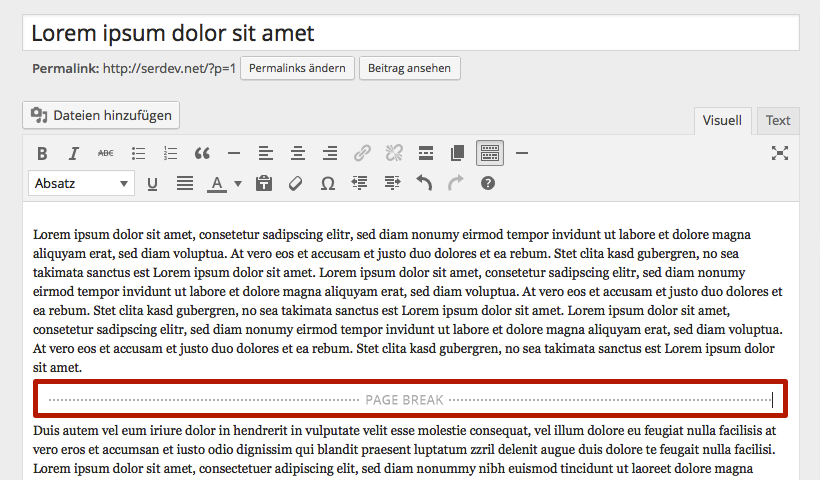 Lorem ipsum dolor sit amet
Permalink: http://serdev.net/?p=1 Permalinks ändern Beitrag ansehen
Dateien hinzufügen
Visuell Text
B I ABC
Absatz U A T Ω ?
Lorem ipsum dolor sit amet, consetetur sadipscing elitr, sed diam nonumy eirmod tempor invidunt ut labore et dolore magna
aliquyam erat, sed diam voluptua. At vero eos et accusam et justo duo dolores et ea rebum. Stet clita kasd gubergren, no sea
takimata sanctus est Lorem ipsum dolor sit amet. Lorem ipsum dolor sit amet, consetetur sadipscing elitr, sed diam nonumy
eirmod tempor invidunt ut labore et dolore magna aliquyam erat, sed diam voluptua. At vero eos et accusam et justo duo dolores et
ea rebum. Stet clita kasd gubergren, no sea takimata sanctus est Lorem ipsum dolor sit amet. Lorem ipsum dolor sit amet,
consetetur sadipscing elitr, sed diam nonumy eirmod tempor invidunt ut labore et dolore magna aliquyam erat, sed diam voluptua.
At vero eos et accusam et justo duo dolores et ea rebum. Stet clita kasd gubergren, no sea takimata sanctus est Lorem ipsum dolor
sit amet.
PAGE BREAK
Duis autem vel eum iriure dolor in hendrerit in vulputate velit esse molestie consequat, vel illum dolore eu feugiat nulla facilisis at
vero eros et accumsan et iusto odio dignissim qui blandit praesent luptatum zzril delenit augue duis dolore te feugait nulla facilisi.
Lorem ipsum dolor sit amet, consectetuer adipiscing elit, sed diam nonummy nibh euismod tincidunt ut laoreet dolore magna